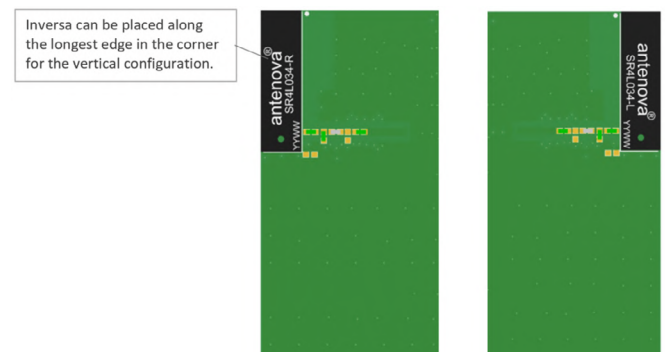 Inversa can be placed along
the longest edge in the corner
for the vertical configuration.
antenova®
SR4L034-R
YYWW
antenova®
SR4L034-L
YYWW